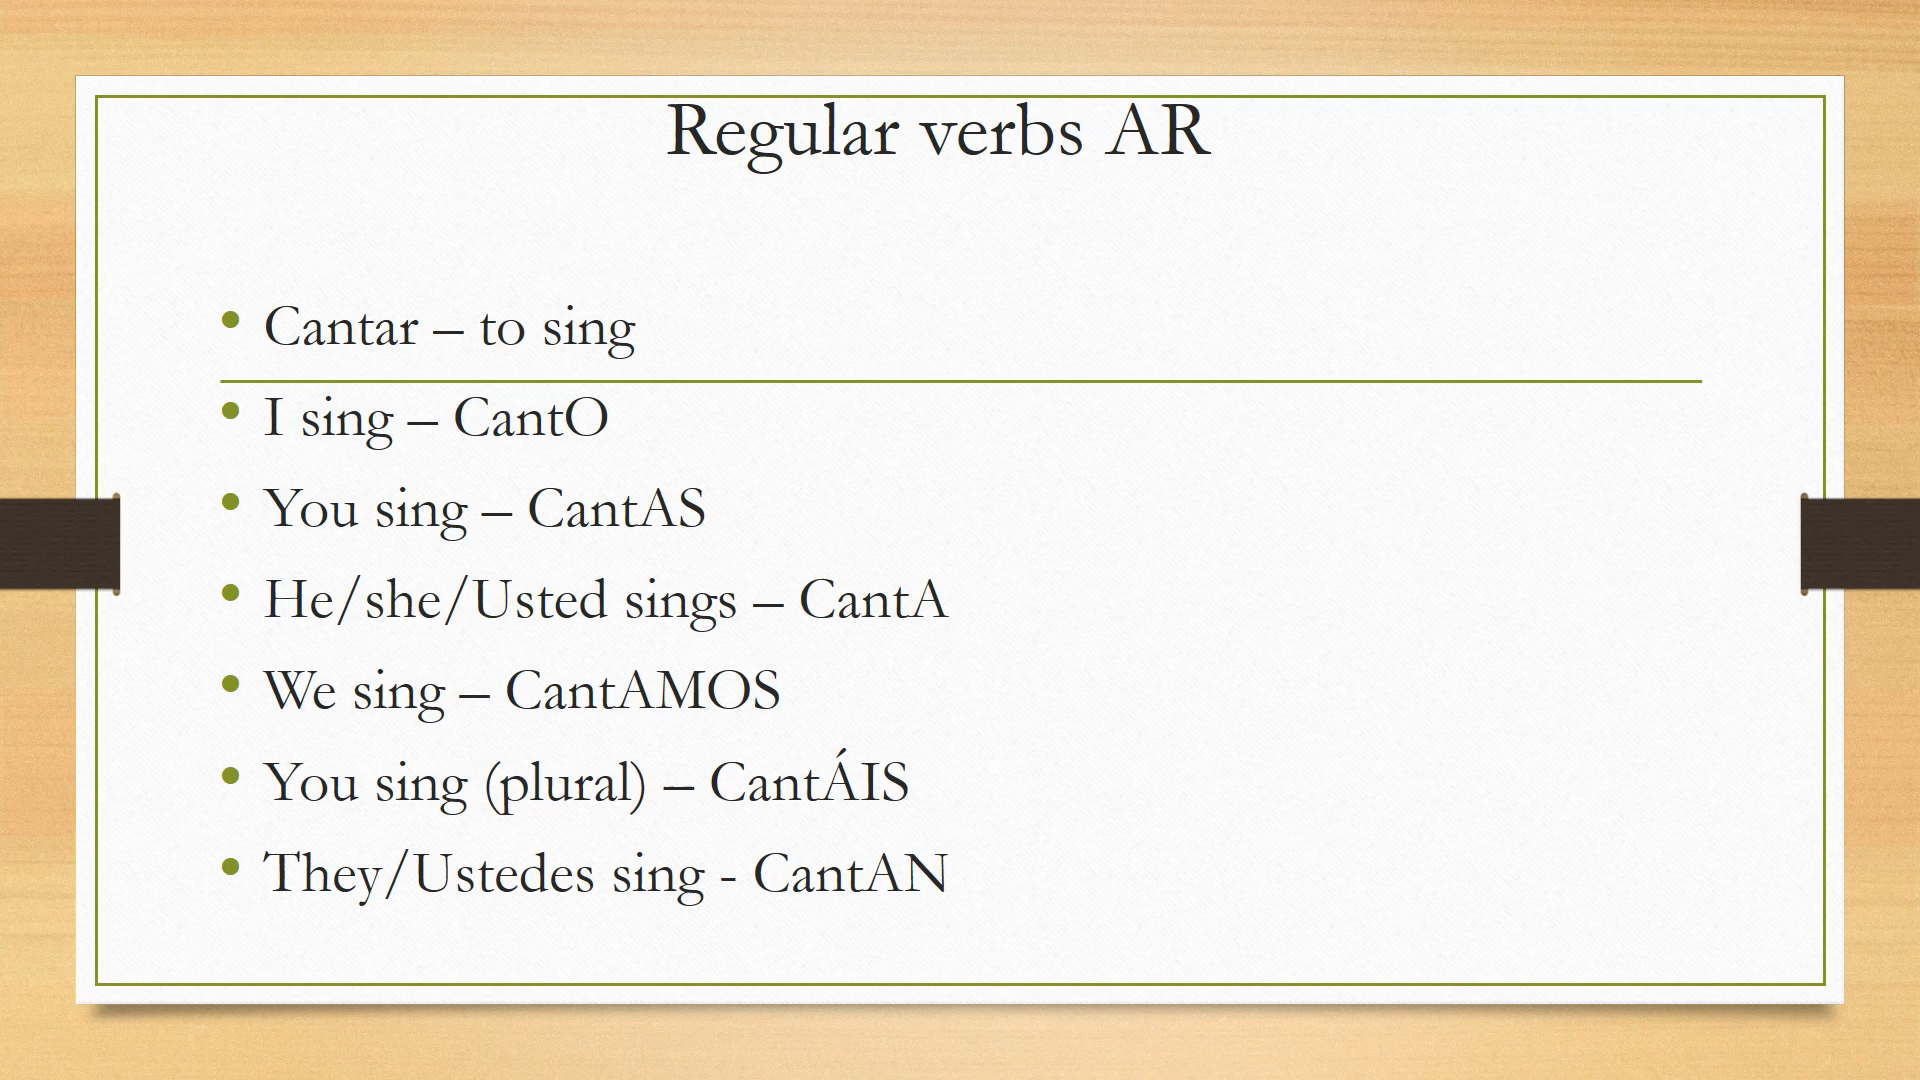 Regular verbs AR
• Cantar – to sing
• I sing – CantO
• You sing – CantAS
• He/she/Usted sings – CantA
• We sing – CantAMOS
• You sing (plural) – CantÁIS
• They/Ustedes sing - CantAN